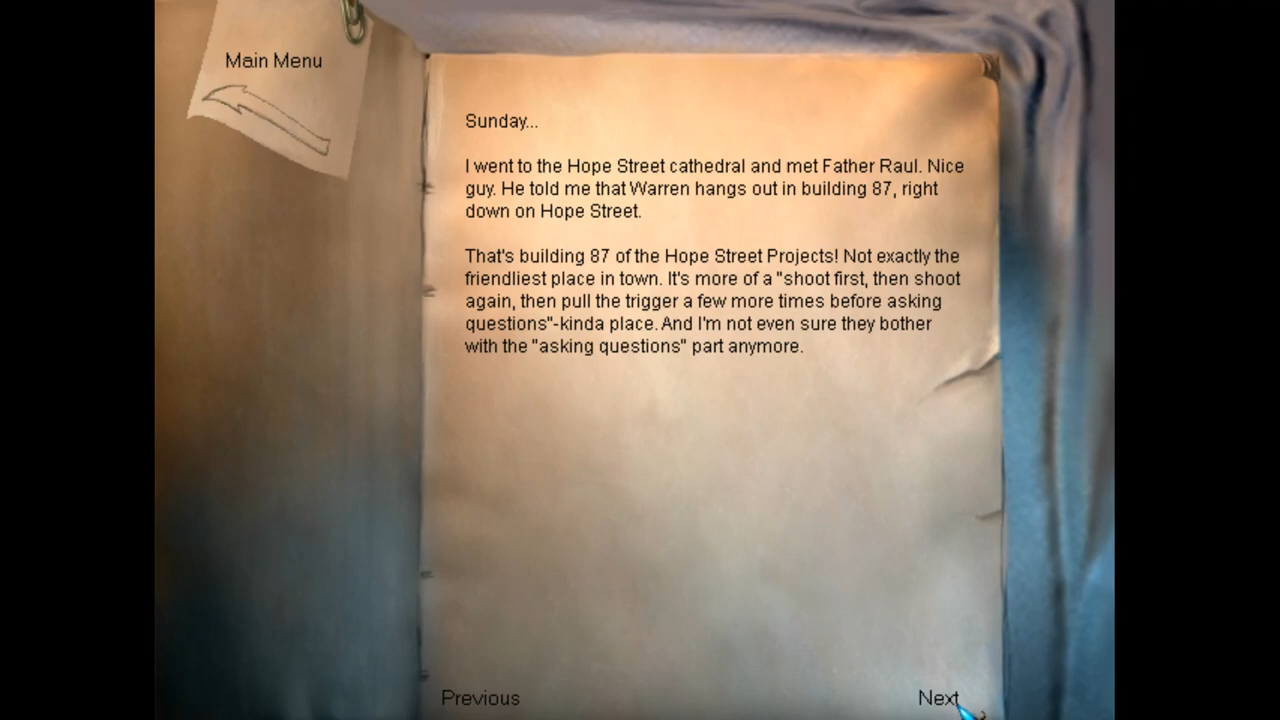 Main Menu
Sunday...
I went to the Hope Street cathedral and met Father Raul. Nice
guy. He told me that Warren hangs out in building 87, right
down on Hope Street.
That's building 87 of the Hope Street Projects! Not exactly the
friendliest place in town. It's more of a "shoot first, then shoot
again, then pull the trigger a few more times before asking
questions"-kinda place. And I'm not even sure they bother
with the "asking questions" part anymore.
Previous
Next